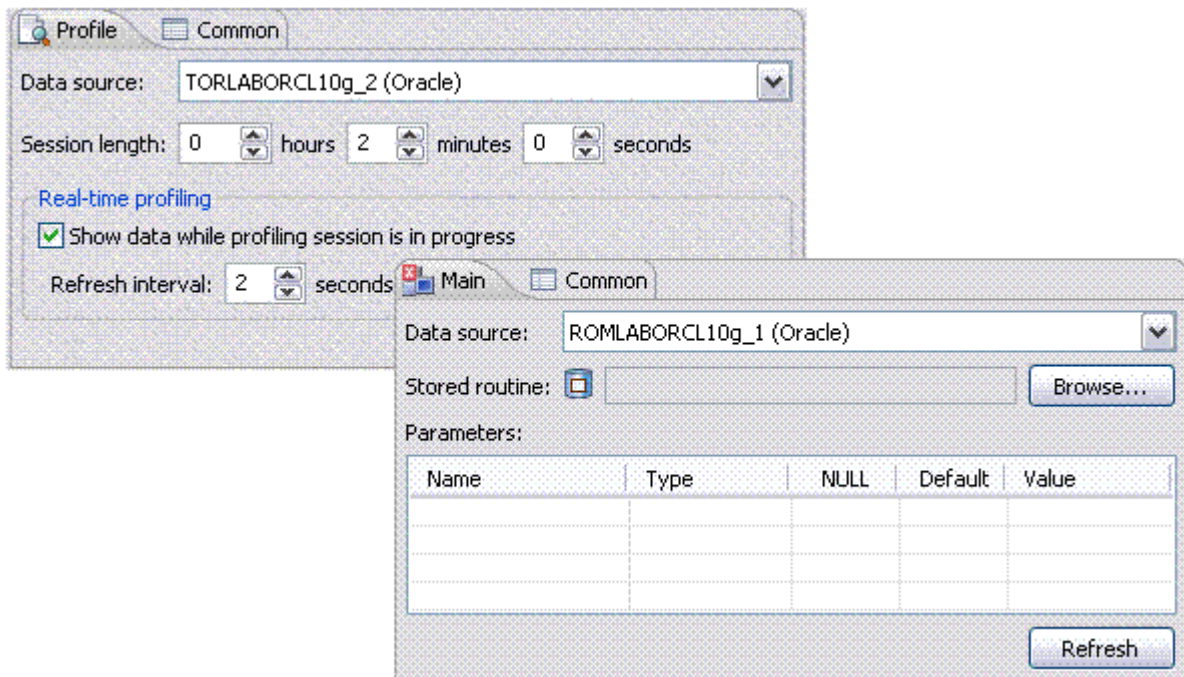 Profile Common
Data source: TORLABORCL10g_2 (Oracle)
Session length: 0 hours 2 minutes 0 seconds
Real-time profiling
Show data while profiling session is in progress
Refresh interval: 2 seconds
Main Common
Data source: ROMLABORCL10g_1 (Oracle)
Stored routine: Browse...
Parameters:
Name Type NULL Default Value
Refresh